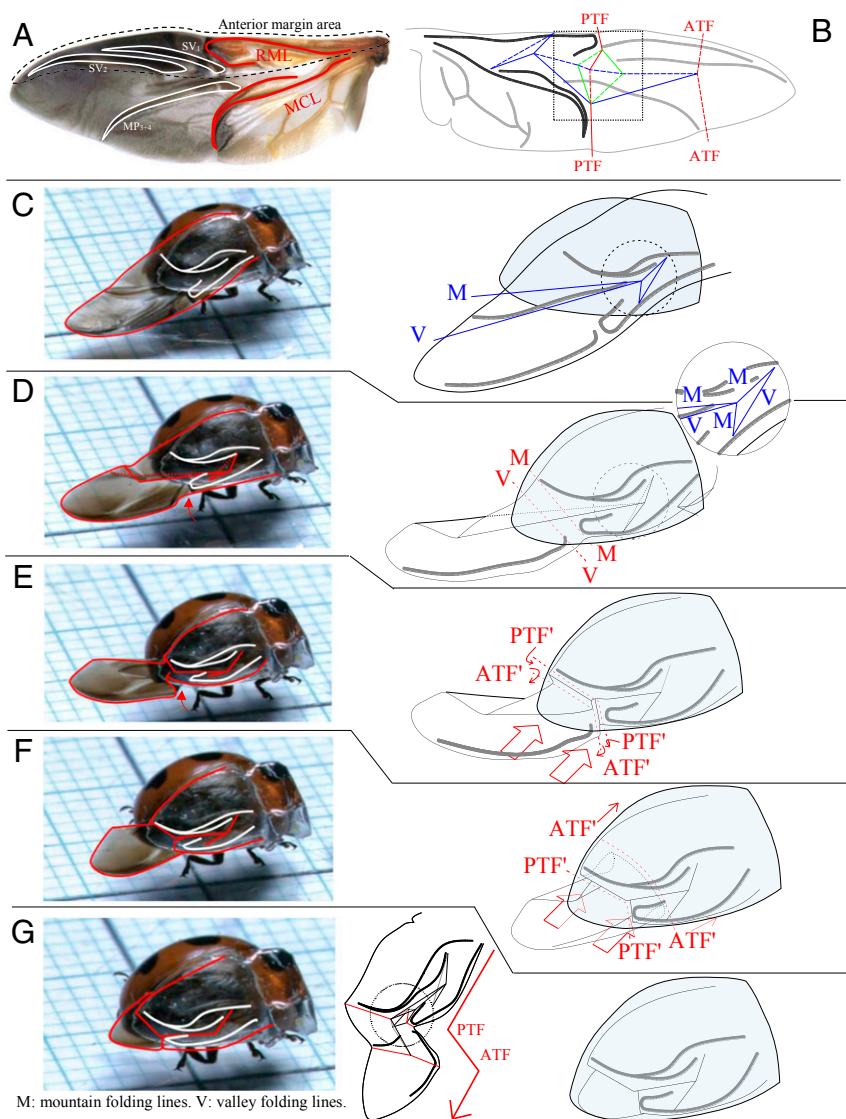 A
Anterior margin area
SV1
RML
SV2
MCL
MP3+4
B
PTF
ATF
PTF
ATF
C
M
V
D
M
M
V
M
V
M
V
M
V
E
PTF'
ATF'
PTF'
ATF'
F
ATF'
PTF'
PTF'
ATF'
G
PTF
ATF
M: mountain folding lines. V: valley folding lines.